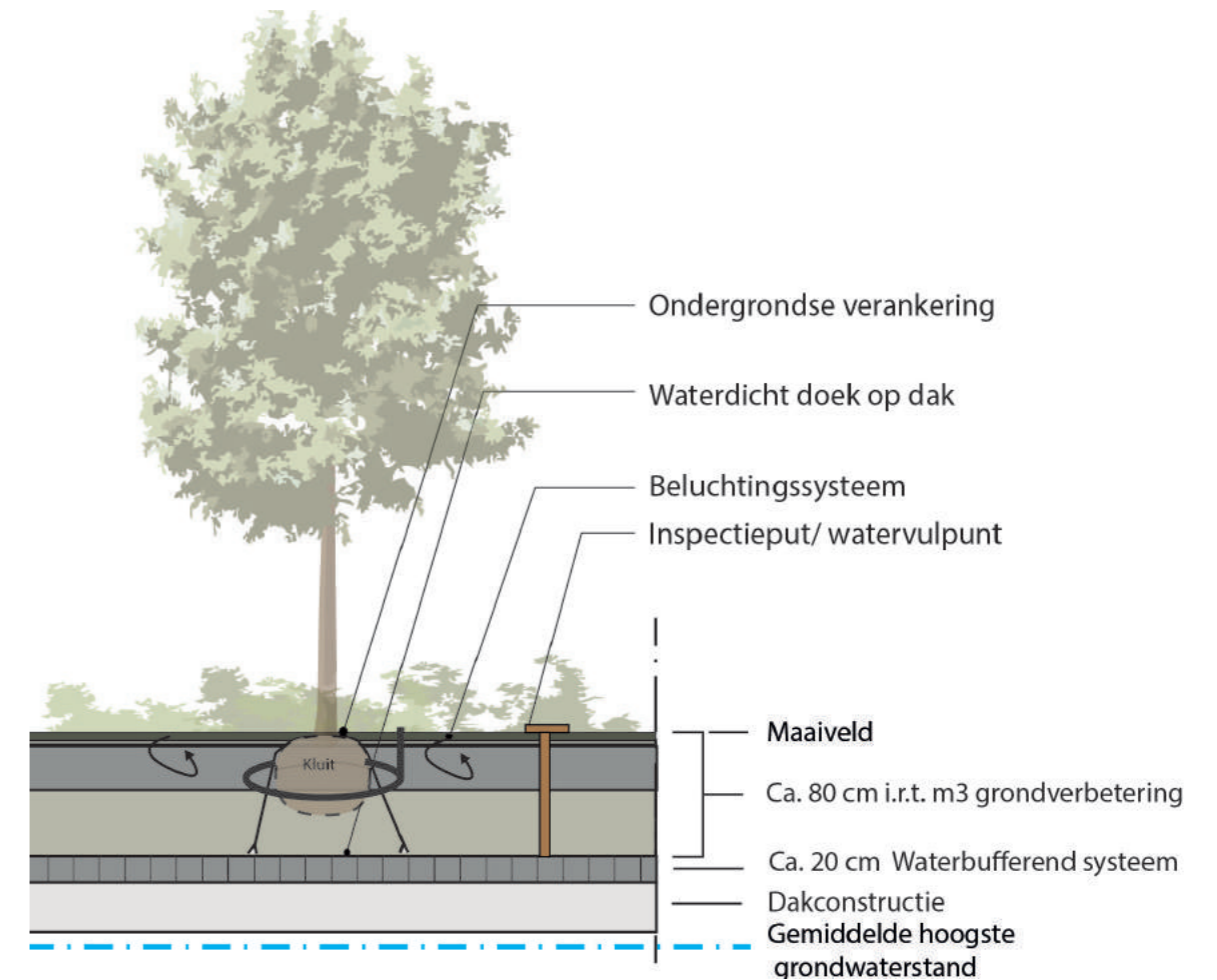 Ondergrondse verankering
Waterdicht doek op dak
Beluchtingssysteem
Inspectieput/ watervulpunt
Maaiveld
Kluit
Ca. 80 cm i.r.t. m3 grondverbetering
Ca. 20 cm Waterbufferend systeem
Dakconstructie
Gemiddelde hoogste
grondwaterstand